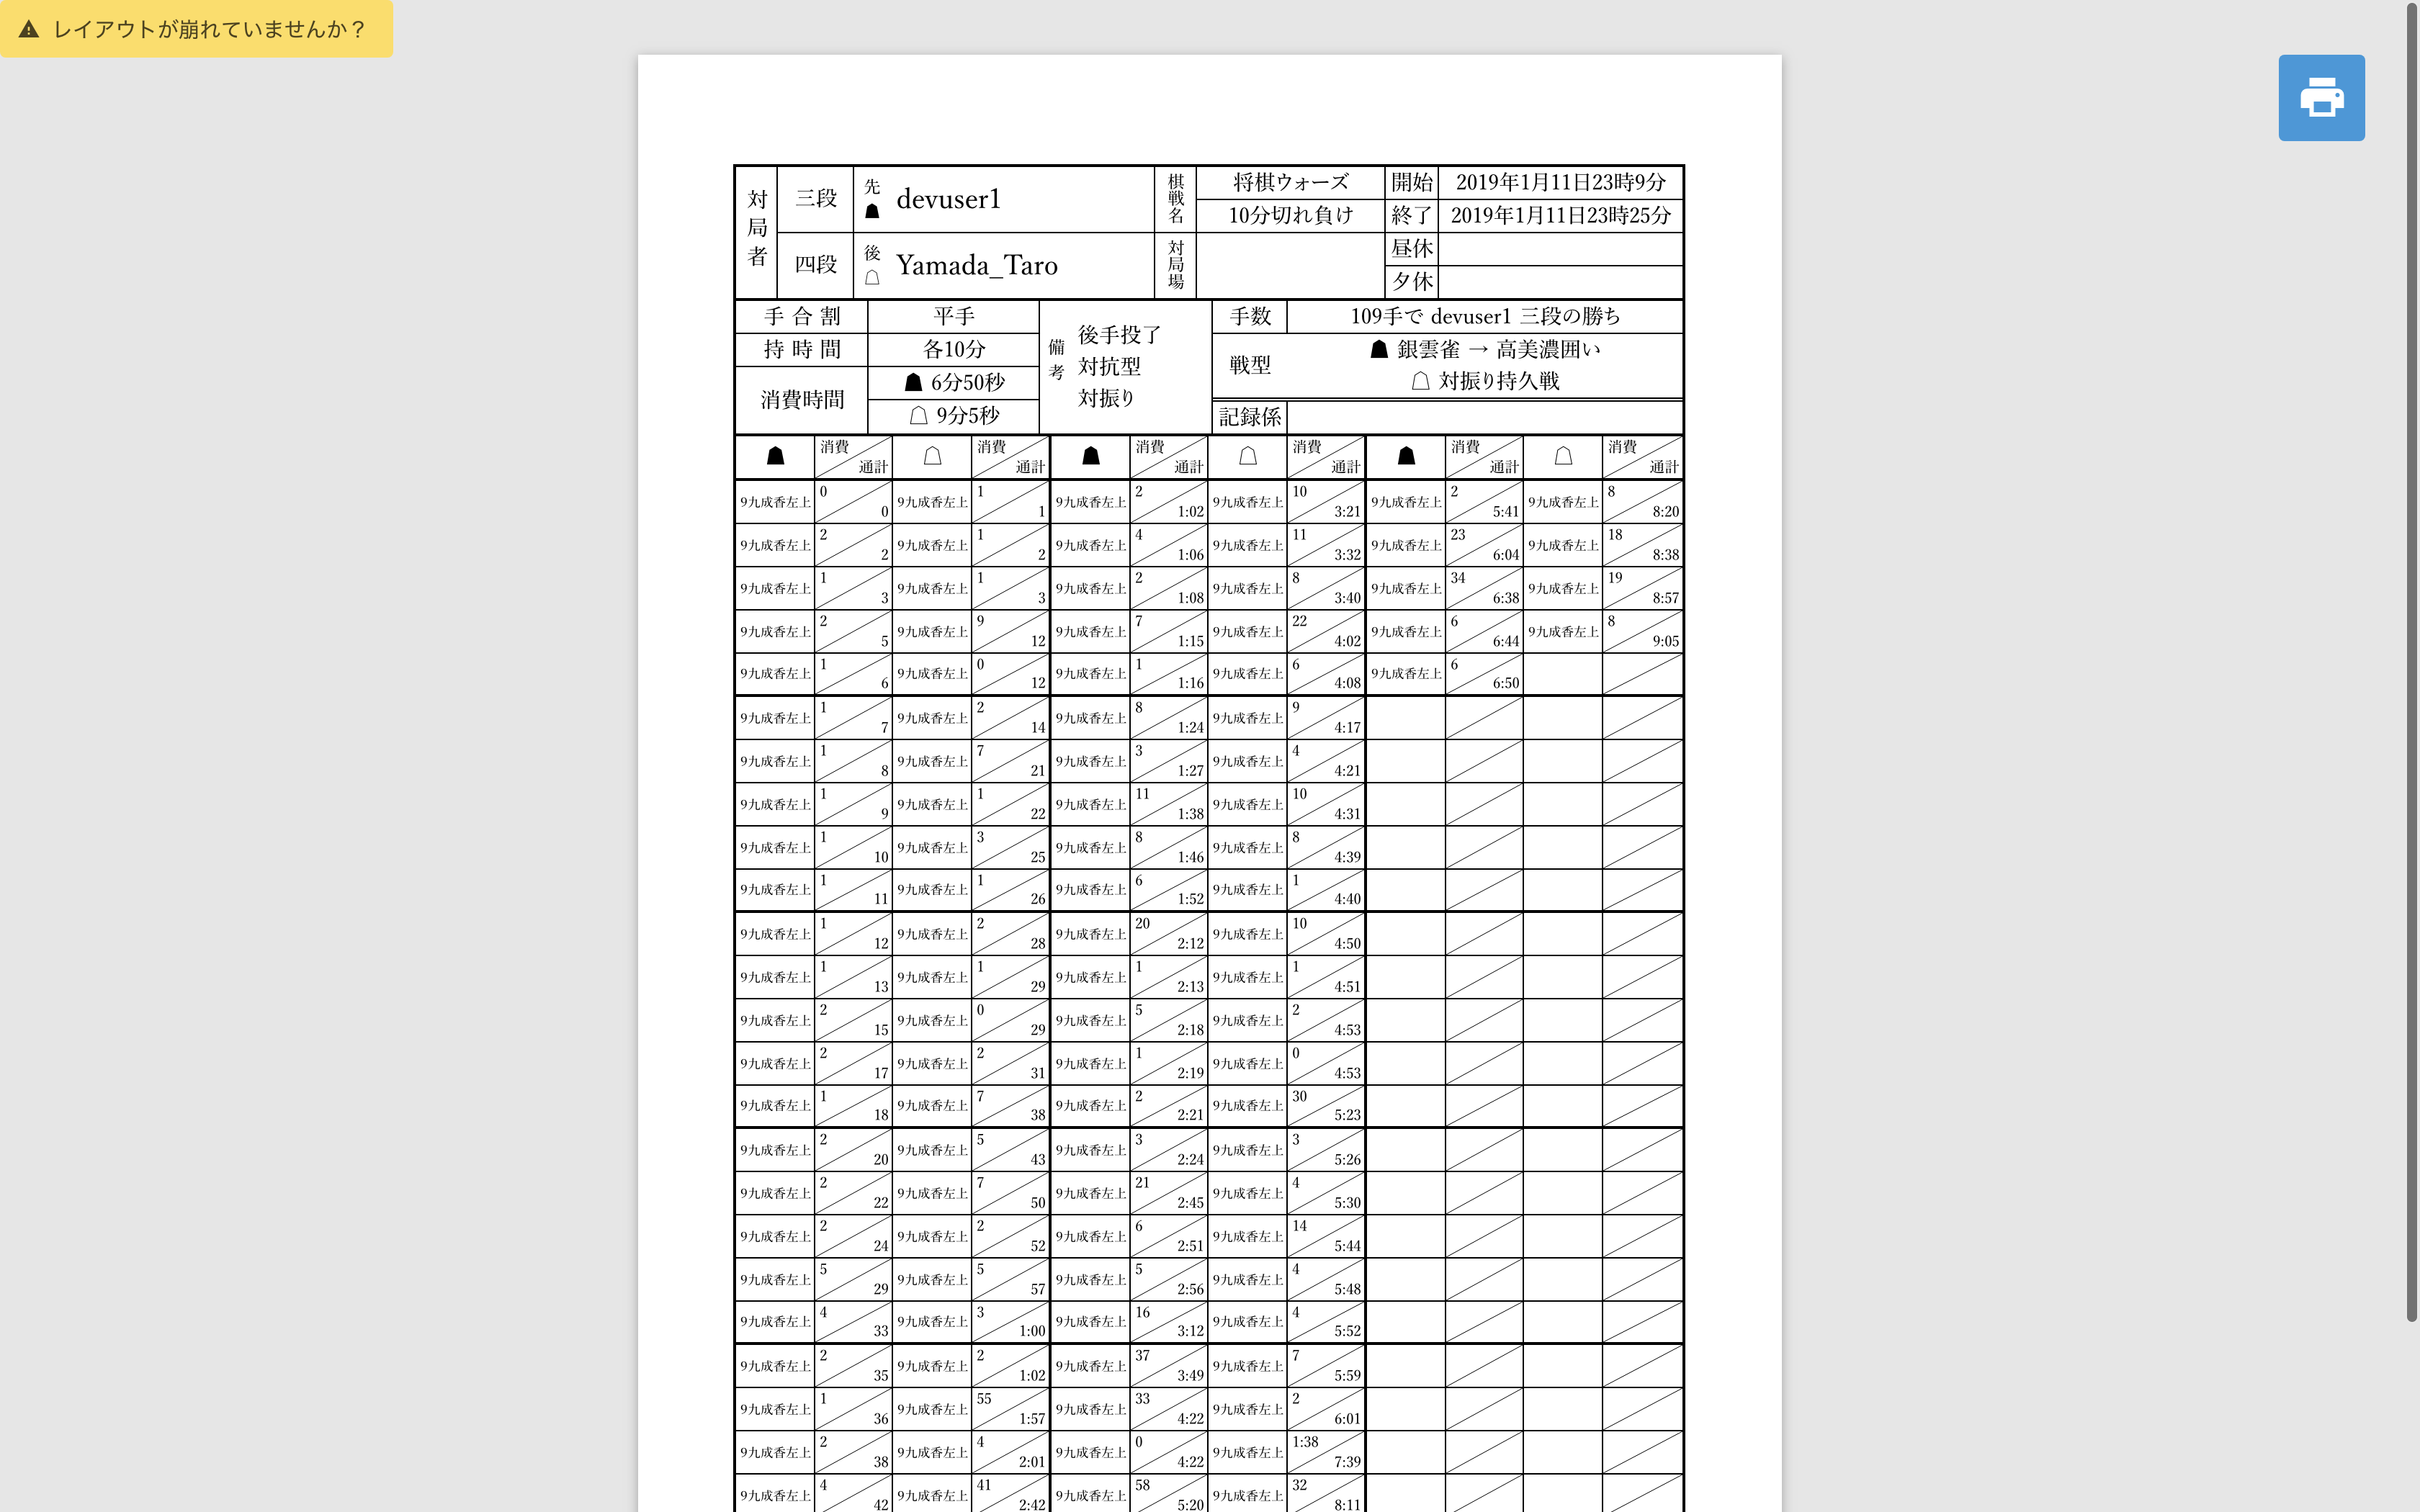 レイアウトが崩れていませんか？
対局者 三段 先 devuser1 棋戦名 将棋ウォーズ 開始 2019年1月11日23時9分
10分切れ負け 終了 2019年1月11日23時25分
四段 後 Yamada_Taro 対局場 昼休
夕休
手合割 平手 備考 後手投了 手数 109手で devuser1 三段の勝ち
持時間 各10分 対抗型 戦型 銀雲雀 → 高美濃囲い
消費時間 6分50秒 対振り 対振り持久戦
9分5秒 記録係
消費 通計 消費 通計 消費 通計 消費 通計 消費 通計 消費 通計
9九成香左上 0 0 9九成香左上 1 1 9九成香左上 2 1:02 9九成香左上 10 3:21 9九成香左上 2 5:41 9九成香左上 8 8:20
9九成香左上 2 2 9九成香左上 1 2 9九成香左上 4 1:06 9九成香左上 11 3:32 9九成香左上 23 6:04 9九成香左上 18 8:38
9九成香左上 1 3 9九成香左上 1 3 9九成香左上 2 1:08 9九成香左上 8 3:40 9九成香左上 34 6:38 9九成香左上 19 8:57
9九成香左上 2 5 9九成香左上 9 12 9九成香左上 7 1:15 9九成香左上 22 4:02 9九成香左上 6 6:44 9九成香左上 8 9:05
9九成香左上 1 6 9九成香左上 0 12 9九成香左上 1 1:16 9九成香左上 6 4:08 9九成香左上 6 6:50
9九成香左上 1 7 9九成香左上 2 14 9九成香左上 8 1:24 9九成香左上 9 4:17
9九成香左上 1 8 9九成香左上 7 21 9九成香左上 3 1:27 9九成香左上 4 4:21
9九成香左上 1 9 9九成香左上 1 22 9九成香左上 11 1:38 9九成香左上 10 4:31
9九成香左上 1 10 9九成香左上 3 25 9九成香左上 8 1:46 9九成香左上 8 4:39
9九成香左上 1 11 9九成香左上 1 26 9九成香左上 6 1:52 9九成香左上 1 4:40
9九成香左上 1 12 9九成香左上 2 28 9九成香左上 20 2:12 9九成香左上 10 4:50
9九成香左上 1 13 9九成香左上 1 29 9九成香左上 1 2:13 9九成香左上 1 4:51
9九成香左上 2 15 9九成香左上 0 29 9九成香左上 5 2:18 9九成香左上 2 4:53
9九成香左上 2 17 9九成香左上 2 31 9九成香左上 1 2:19 9九成香左上 0 4:53
9九成香左上 1 18 9九成香左上 7 38 9九成香左上 2 2:21 9九成香左上 30 5:23
9九成香左上 2 20 9九成香左上 5 43 9九成香左上 3 2:24 9九成香左上 3 5:26
9九成香左上 2 22 9九成香左上 7 50 9九成香左上 21 2:45 9九成香左上 4 5:30
9九成香左上 2 24 9九成香左上 2 52 9九成香左上 6 2:51 9九成香左上 14 5:44
9九成香左上 5 29 9九成香左上 5 57 9九成香左上 5 2:56 9九成香左上 4 5:48
9九成香左上 4 33 9九成香左上 3 1:00 9九成香左上 16 3:12 9九成香左上 4 5:52
9九成香左上 2 35 9九成香左上 2 1:02 9九成香左上 37 3:49 9九成香左上 7 5:59
9九成香左上 1 36 9九成香左上 55 1:57 9九成香左上 33 4:22 9九成香左上 2 6:01
9九成香左上 2 38 9九成香左上 4 2:01 9九成香左上 0 4:22 9九成香左上 1:38 7:39
9九成香左上 4 42 9九成香左上 41 2:42 9九成香左上 58 5:20 9九成香左上 32 8:11